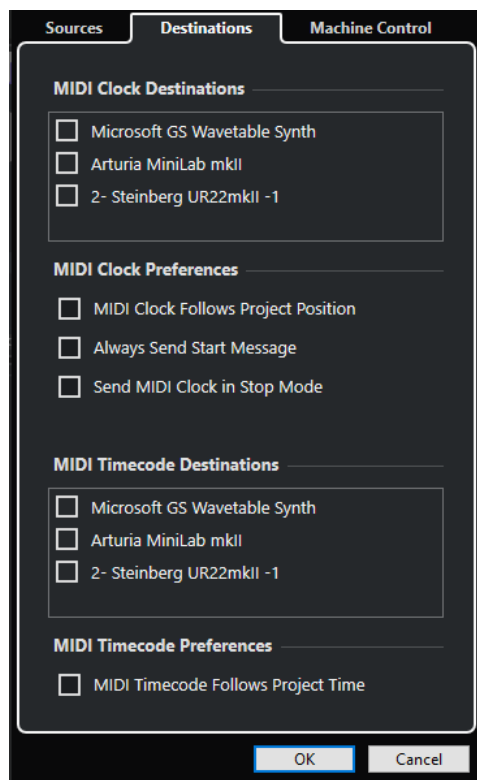 Sources Destinations Machine Control
MIDI Clock Destinations
Microsoft GS Wavetable Synth
Arturia MiniLab mkII
2- Steinberg UR22mkII -1
MIDI Clock Preferences
MIDI Clock Follows Project Position
Always Send Start Message
Send MIDI Clock in Stop Mode
MIDI Timecode Destinations
Microsoft GS Wavetable Synth
Arturia MiniLab mkII
2- Steinberg UR22mkII -1
MIDI Timecode Preferences
MIDI Timecode Follows Project Time
OK Cancel